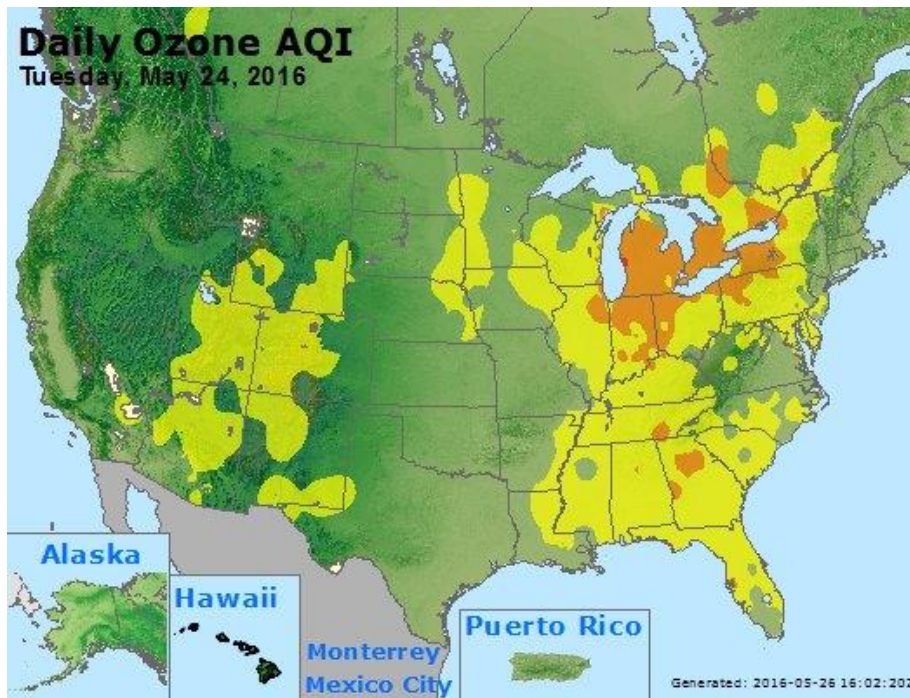 Daily Ozone AQI
Tuesday, May 24, 2016
Alaska
Hawaii
Monterrey
Mexico City
Puerto Rico
Generated: 2016-05-26 16:02:202